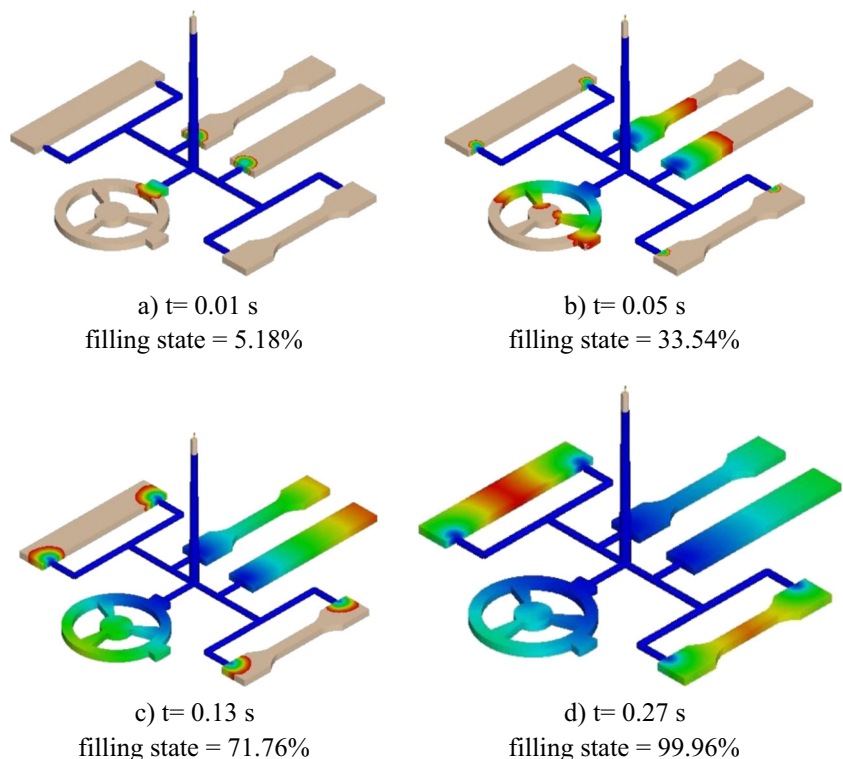 a) t= 0.01 s
filling state = 5.18%
b) t= 0.05 s
filling state = 33.54%
c) t= 0.13 s
filling state = 71.76%
d) t= 0.27 s
filling state = 99.96%